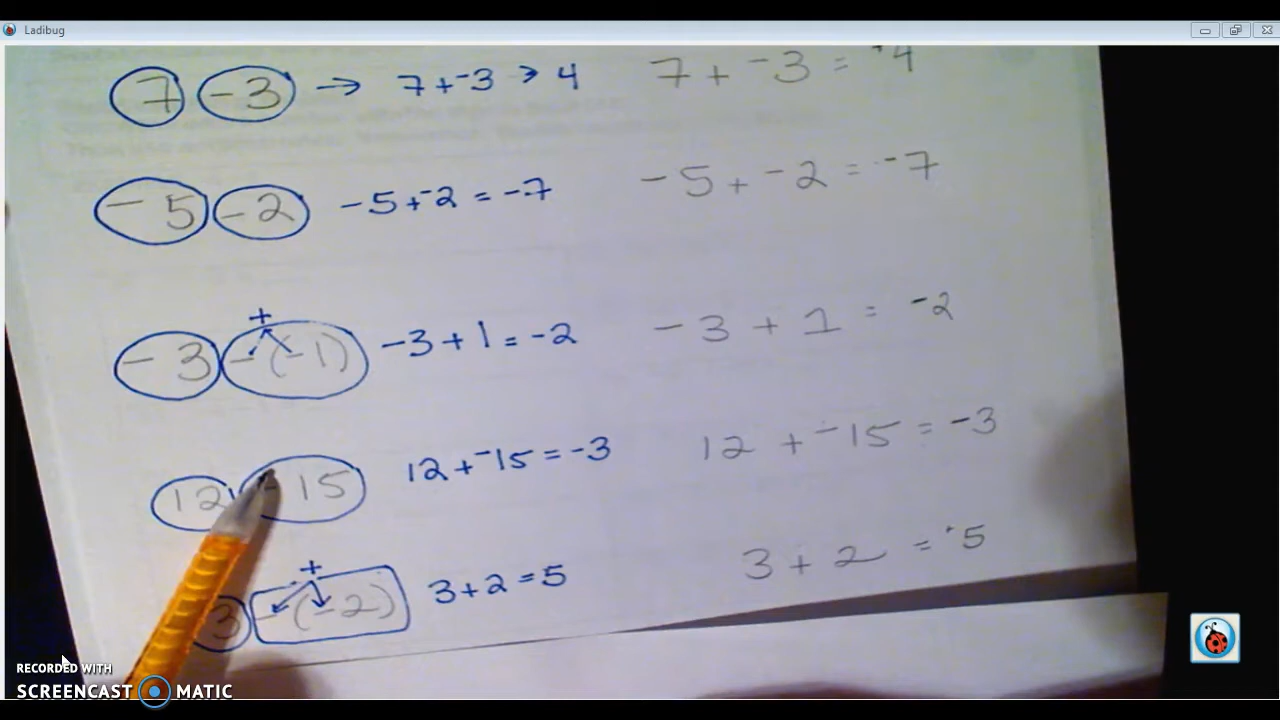 Ladibug
7 -3 → 7 + -3 > 4 7 + -3 = +4
-5 -2 -5 + -2 = -7 -5 + -2 = -7
+
-3 -(-1) -3 + 1 = -2 -3 + 1 = -2
12 -15 12 + -15 = -3 12 + -15 = -3
+
3 -(-2) 3 + 2 = 5 3 + 2 = +5
RECORDED WITH
SCREENCAST MATIC